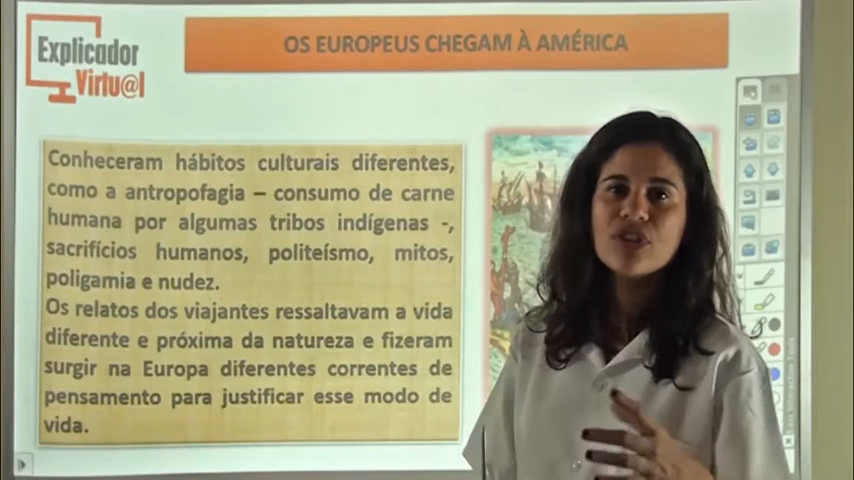 Explicador
Virtu@l
OS EUROPEUS CHEGAM À AMÉRICA
Conheceram hábitos culturais diferentes,
como a antropofagia – consumo de carne
humana por algumas tribos indígenas -,
sacrifícios humanos, politeísmo, mitos,
poligamia e nudez.
Os relatos dos viajantes ressaltavam a vida
diferente e próxima da natureza e fizeram
surgir na Europa diferentes correntes de
pensamento para justificar esse modo de
vida.